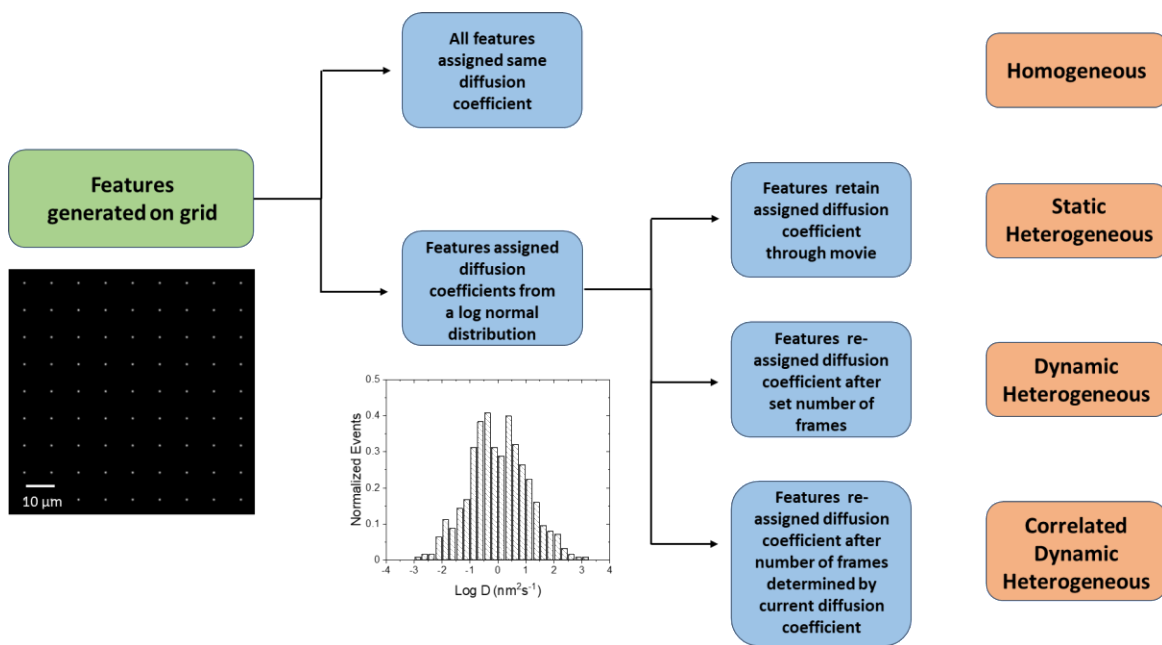 All features
assigned same
diffusion
coefficient
Homogeneous
Features
generated on grid
Features assigned
diffusion
coefficients from
a log normal
distribution
Features retain
assigned diffusion
coefficient
through movie
Static
Heterogeneous
Features re-
assigned diffusion
coefficient after
set number of
frames
Dynamic
Heterogeneous
Features re-
assigned diffusion
coefficient after
number of frames
determined by
current diffusion
coefficient
Correlated
Dynamic
Heterogeneous
10 μm
Normalized Events
0.5
0.4
0.3
0.2
0.1
0
-4 -3 -2 -1 0 1 2 3 4
Log D (nm²s⁻¹)